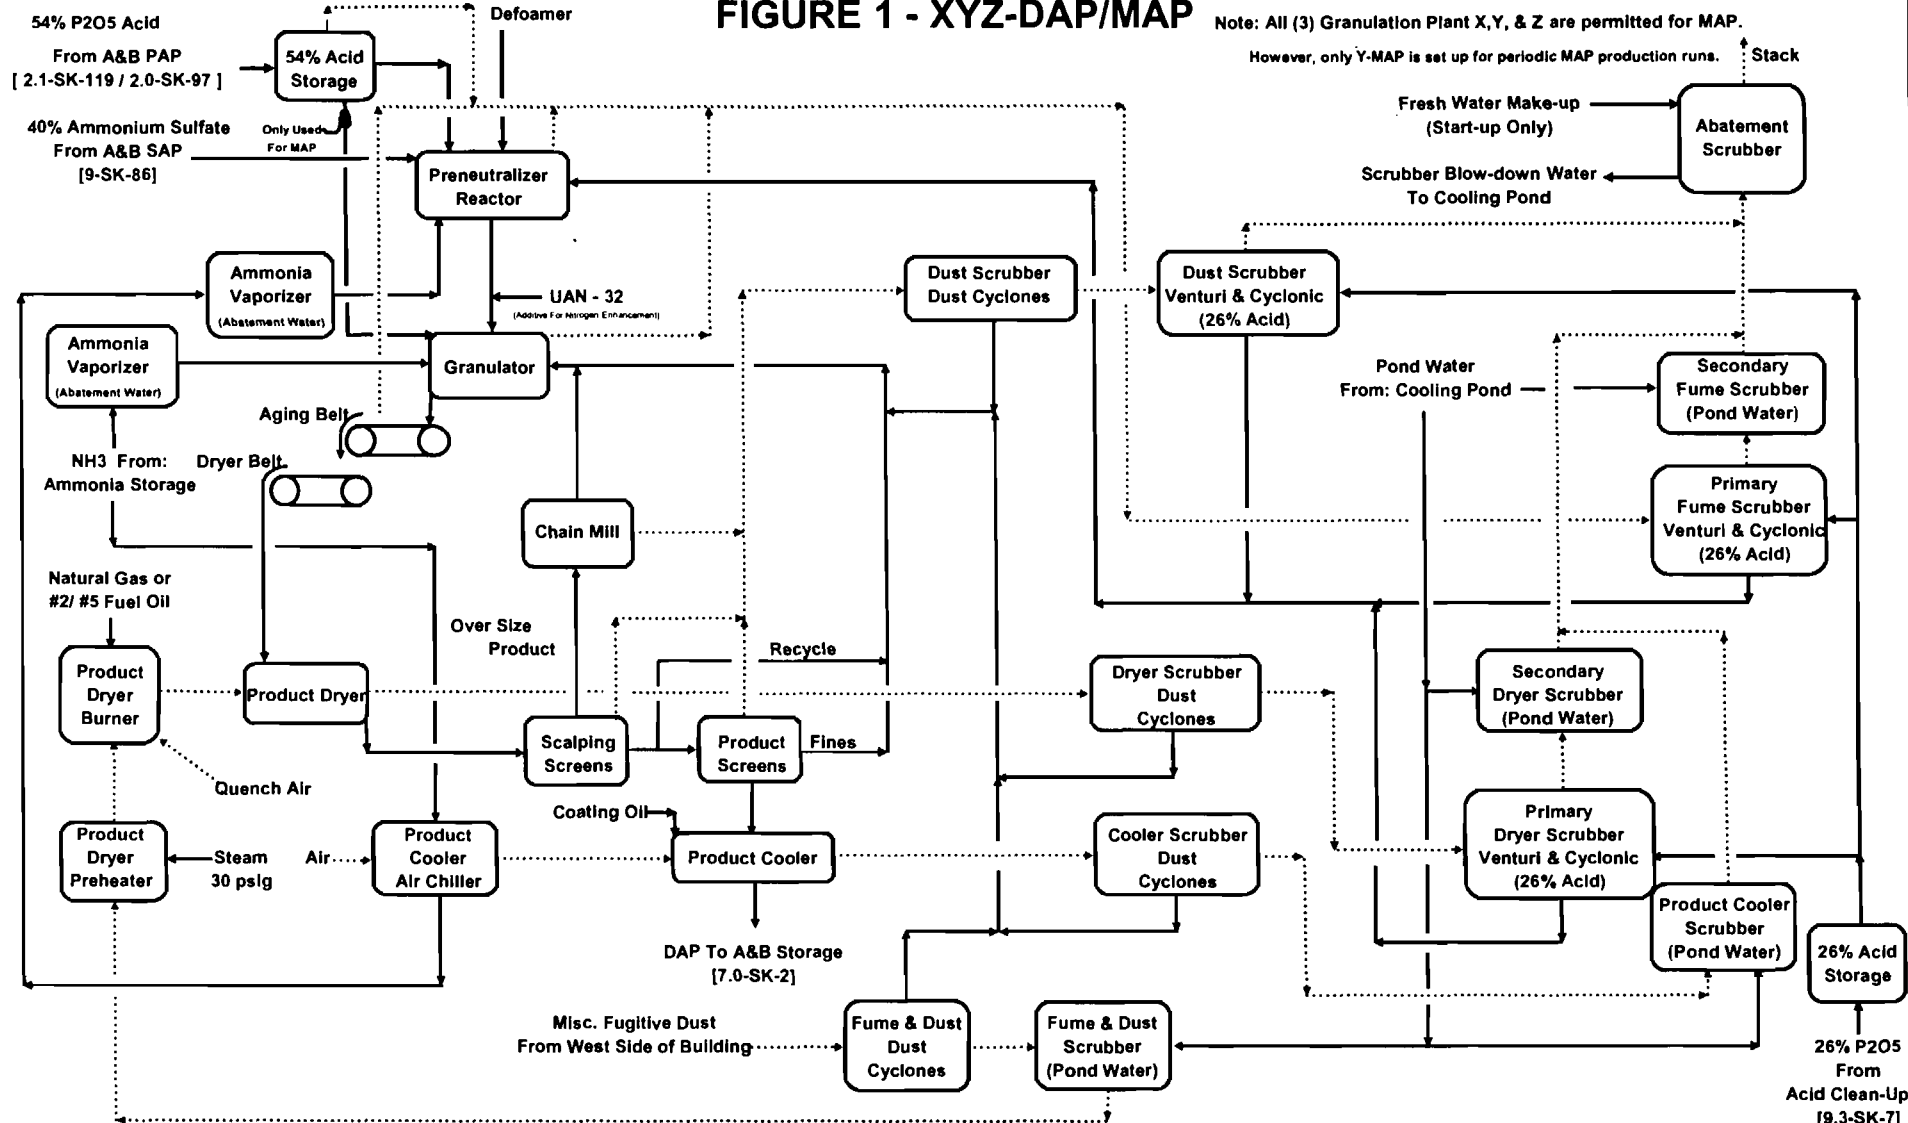 FIGURE 1 - XYZ-DAP/MAP
Note: All (3) Granulation Plant X,Y, & Z are permitted for MAP.
However, only Y-MAP is set up for periodic MAP production runs.
54% P2O5 Acid
From A&B PAP
[ 2.1-SK-119 / 2.0-SK-97 ]
54% Acid
Storage
Defoamer
Stack
Fresh Water Make-up
(Start-up Only)
Abatement
Scrubber
Scrubber Blow-down Water
To Cooling Pond
40% Ammonium Sulfate
From A&B SAP
[9-SK-86]
Only Used
For MAP
Preneutralizer
Reactor
Ammonia
Vaporizer
(Abatement Water)
UAN - 32
(Additive For Nitrogen Enhancement)
Dust Scrubber
Dust Cyclones
Dust Scrubber
Venturi & Cyclonic
(26% Acid)
Ammonia
Vaporizer
(Abatement Water)
Granulator
Pond Water
From: Cooling Pond
Secondary
Fume Scrubber
(Pond Water)
Aging Belt
Dryer Belt
NH3 From:
Ammonia Storage
Chain Mill
Primary
Fume Scrubber
Venturi & Cyclonic
(26% Acid)
Natural Gas or
#2/ #5 Fuel Oil
Over Size
Product
Recycle
Product
Dryer
Burner
Product Dryer
Scalping
Screens
Product
Screens
Fines
Dryer Scrubber
Dust
Cyclones
Secondary
Dryer Scrubber
(Pond Water)
Quench Air
Coating Oil
Product
Dryer
Preheater
Steam
30 psig
Air
Product
Cooler
Air Chiller
Product Cooler
Cooler Scrubber
Dust
Cyclones
Primary
Dryer Scrubber
Venturi & Cyclonic
(26% Acid)
Product Cooler
Scrubber
(Pond Water)
26% Acid
Storage
DAP To A&B Storage
[7.0-SK-2]
Misc. Fugitive Dust
From West Side of Building
Fume & Dust
Dust
Cyclones
Fume & Dust
Scrubber
(Pond Water)
26% P2O5
From
Acid Clean-Up
[9.3-SK-7]